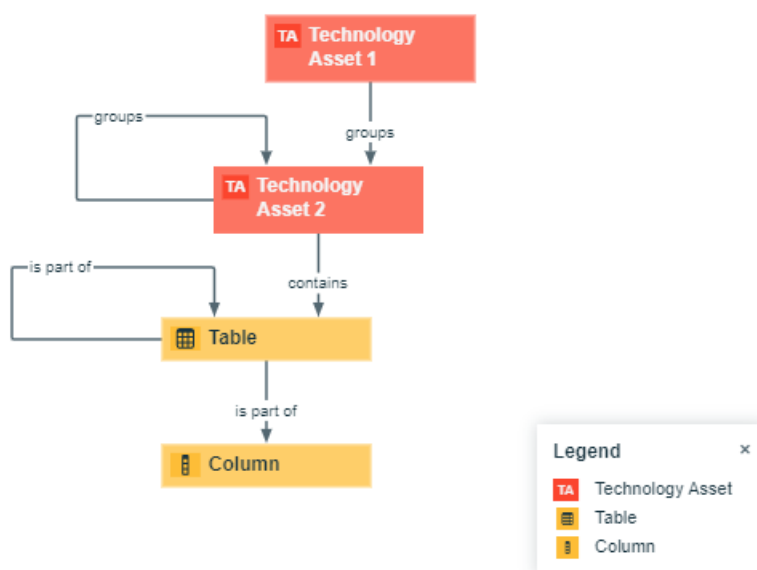 TA Technology
Asset 1
groups
groups
TA Technology
Asset 2
is part of
contains
Table
is part of
Column
Legend ×
TA Technology Asset
Table
Column